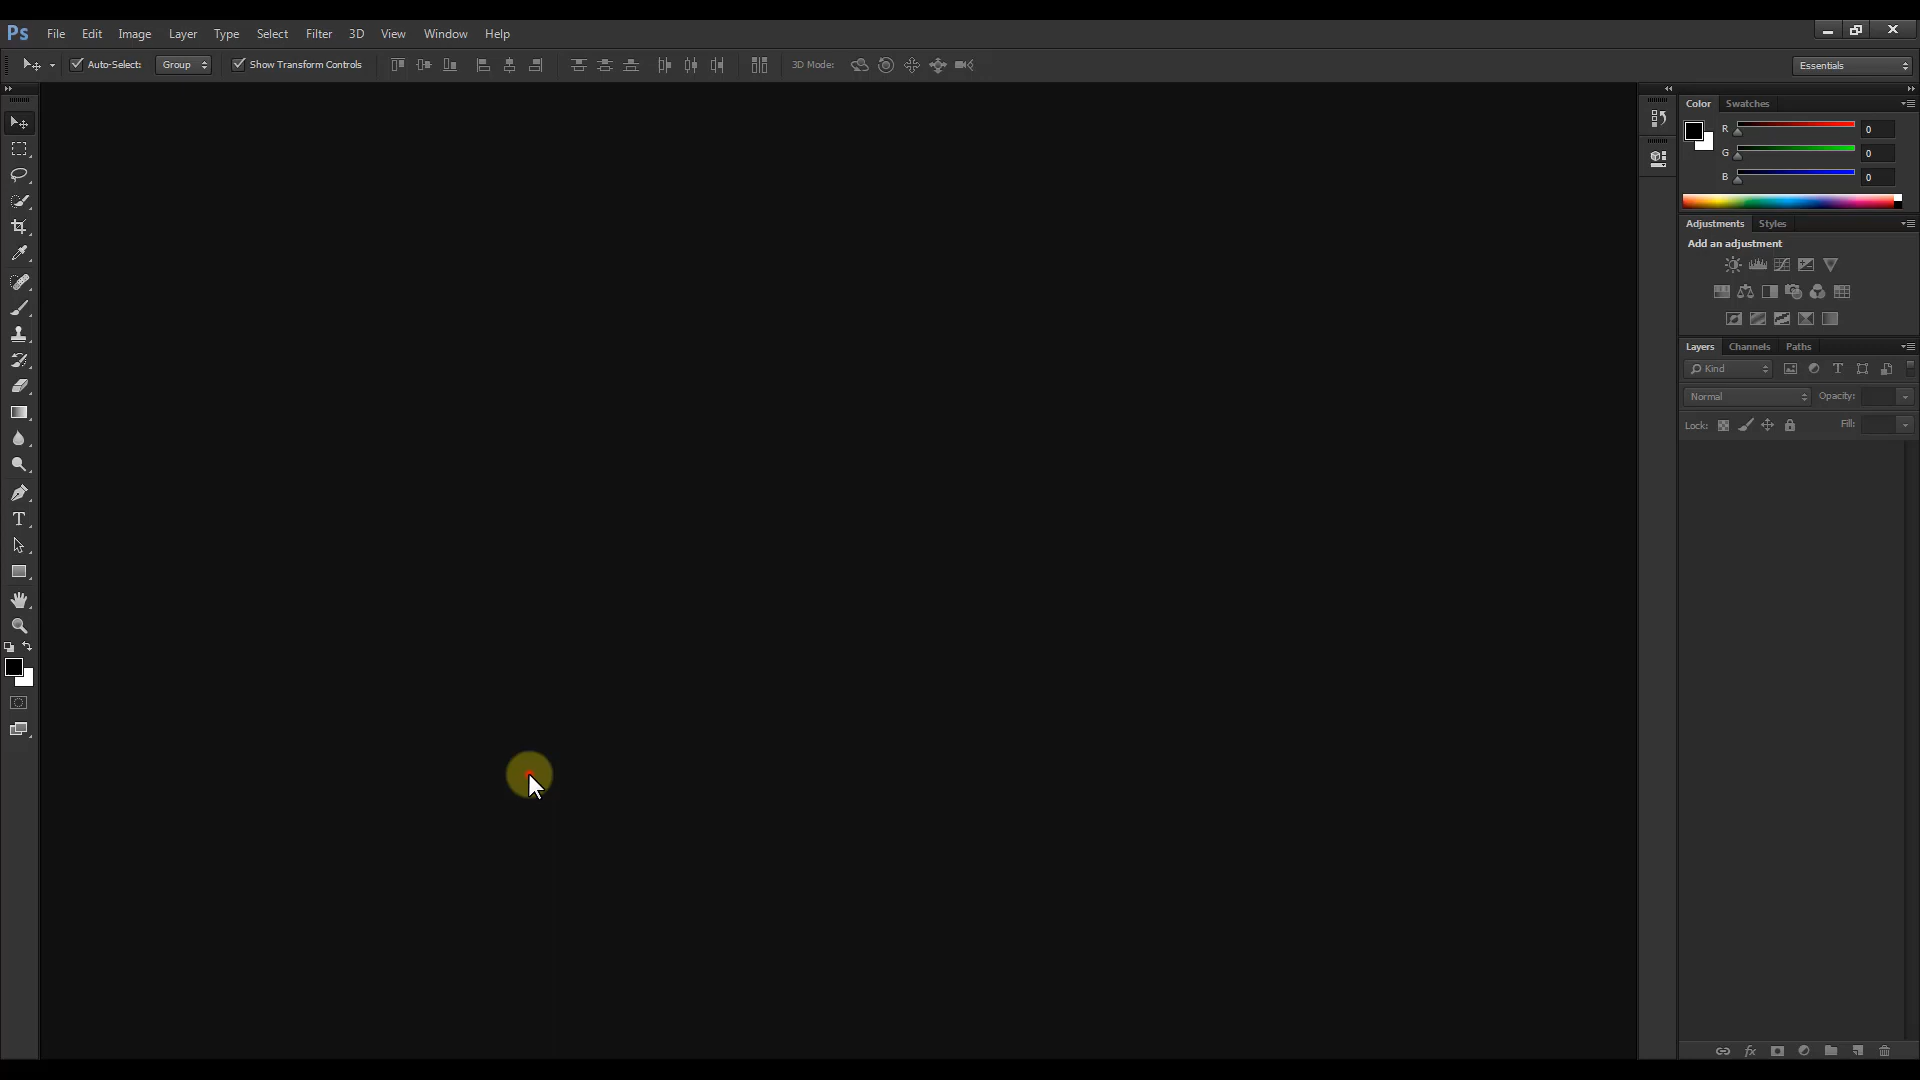 Ps File Edit Image Layer Type Select Filter 3D View Window Help
Auto-Select: Group Show Transform Controls 3D Mode: Essentials
Color Swatches
R 0
G 0
B 0
Adjustments Styles
Add an adjustment
Layers Channels Paths
Kind T
Normal Opacity:
Lock: Fill:
T
fx